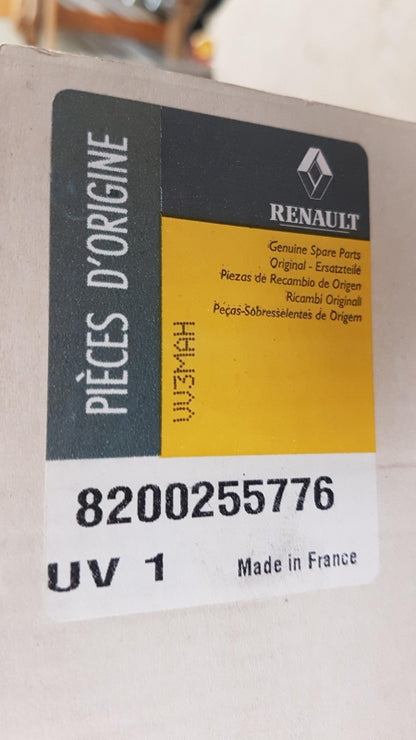 PIÈCES D'ORIGINE
RENAULT
Genuine Spare Parts
Original - Ersatzteile
Piezas de Recambio de Origen
Ricambi Originali
Peças-Sobresselentes de Origem
VU3MAH
8200255776
UV 1
Made in France